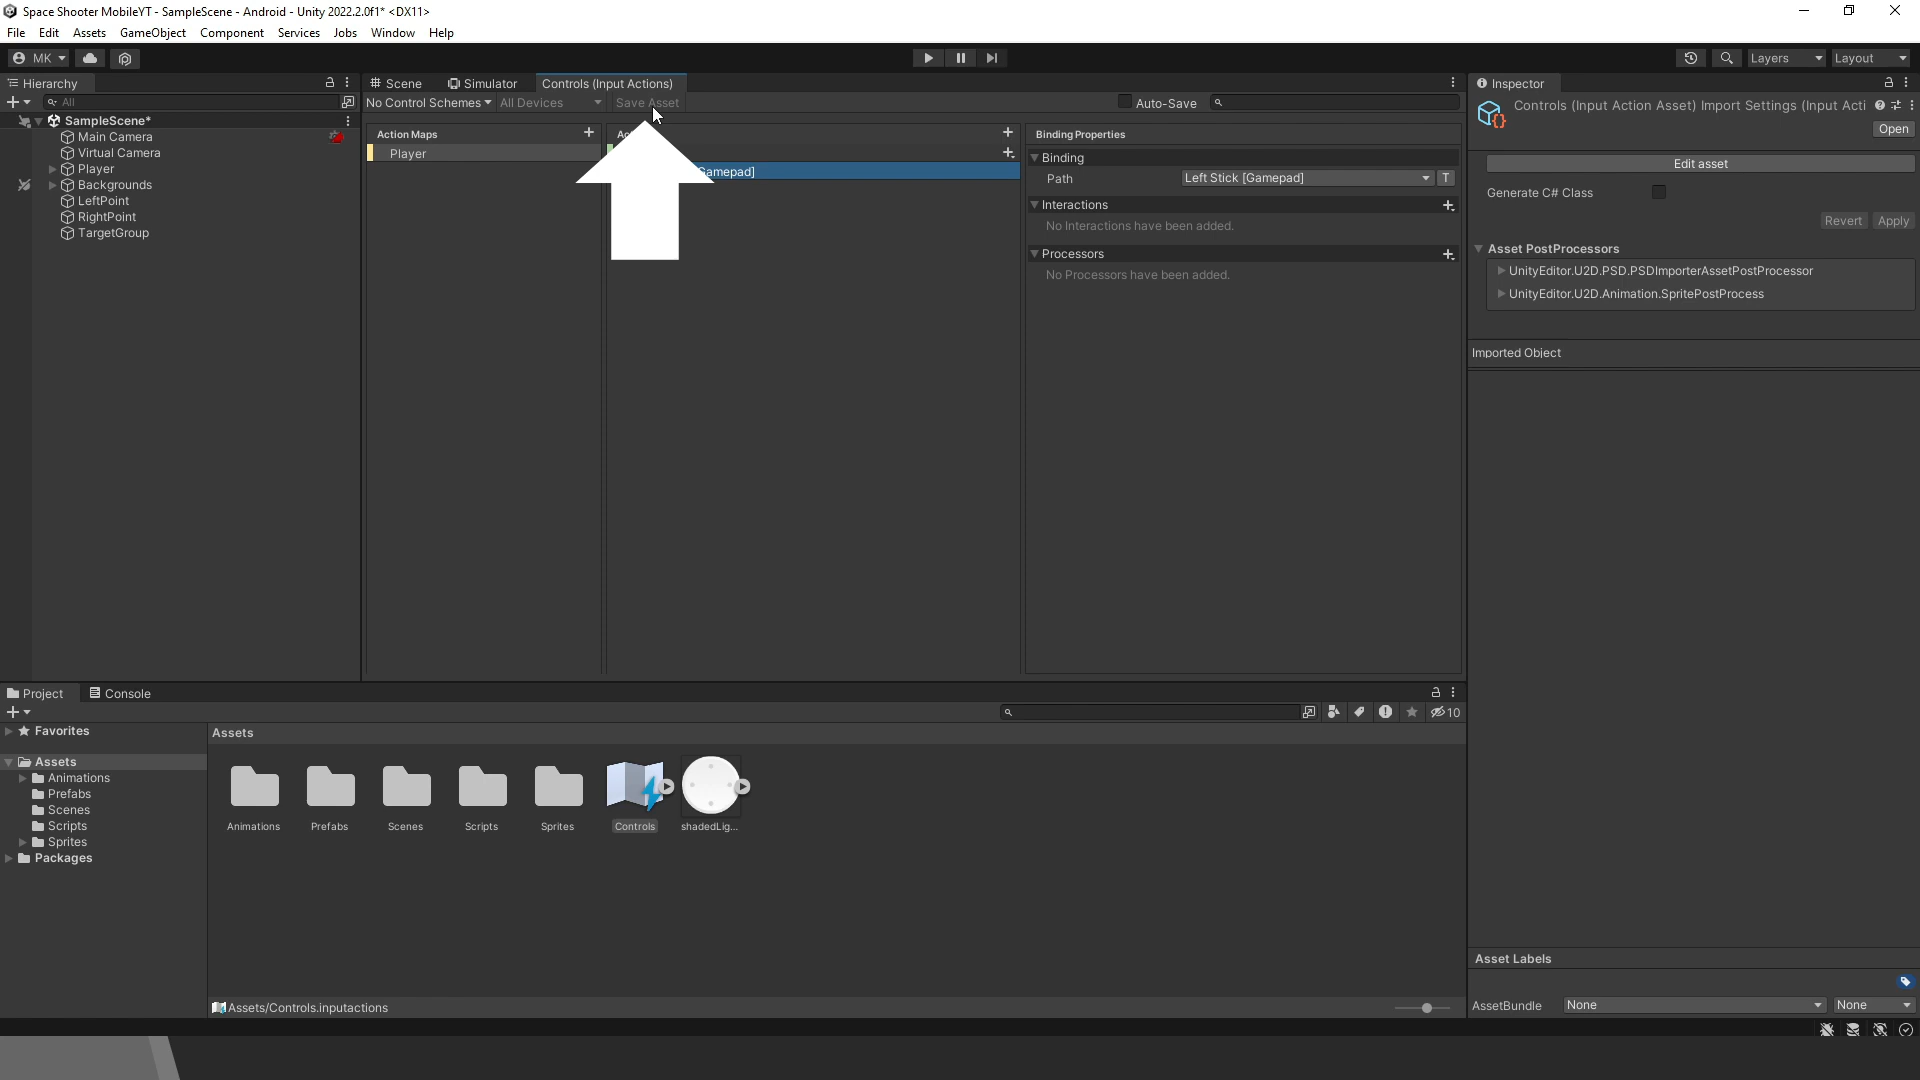 Space Shooter MobileYT - SampleScene - Android - Unity 2022.2.0f1* <DX11>
File Edit Assets GameObject Component Services Jobs Window Help
MK Layers Layout
Hierarchy
All
SampleScene*
Main Camera
Virtual Camera
Player
Backgrounds
LeftPoint
RightPoint
TargetGroup
Scene Simulator Controls (Input Actions)
No Control Schemes All Devices Save Asset Auto-Save
Action Maps
Player
Gamepad]
Binding Properties
Binding
Path Left Stick [Gamepad] T
Interactions
No Interactions have been added.
Processors
No Processors have been added.
Inspector
Controls (Input Action Asset) Import Settings (Input Acti
Open
Edit asset
Generate C# Class
Revert Apply
Asset PostProcessors
UnityEditor.U2D.PSD.PSDImporterAssetPostProcessor
UnityEditor.U2D.Animation.SpritePostProcess
Imported Object
Project Console
10
Favorites
Assets
Animations
Prefabs
Scenes
Scripts
Sprites
Packages
Assets
Animations Prefabs Scenes Scripts Sprites Controls shadedLig...
Assets/Controls.inputactions
Asset Labels
AssetBundle None None